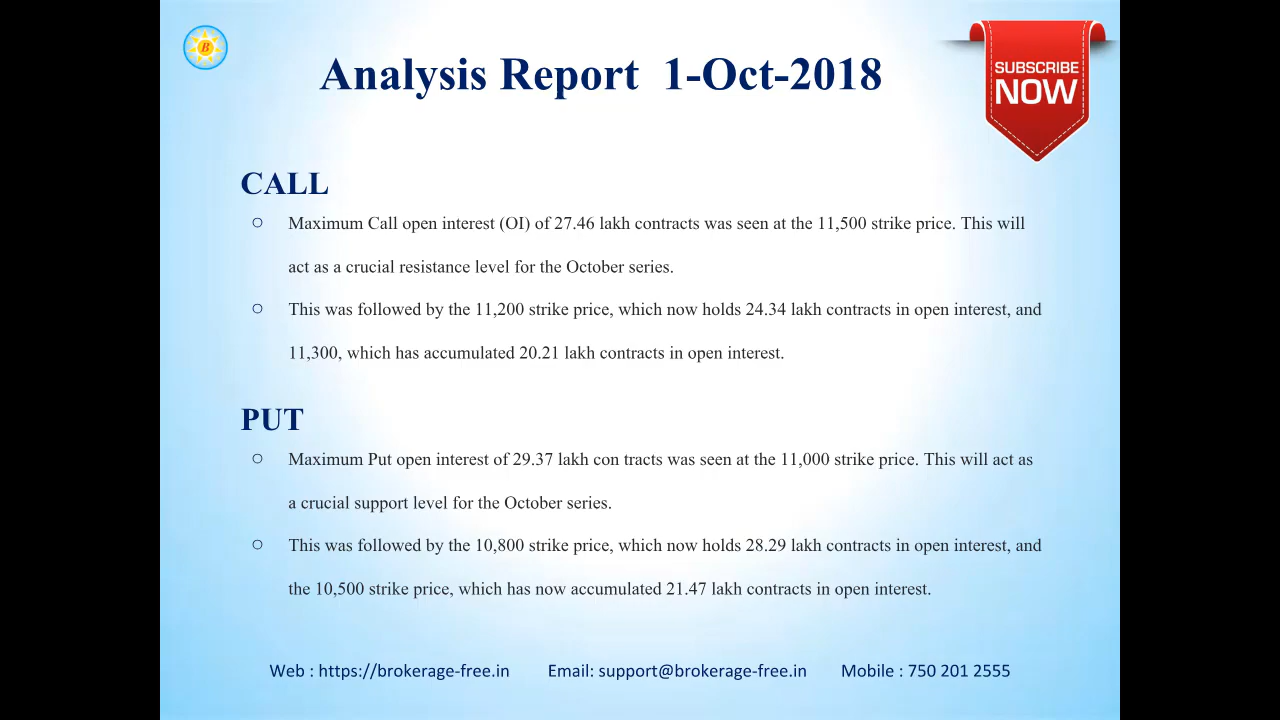 B
Analysis Report 1-Oct-2018
SUBSCRIBE
NOW
CALL
○ Maximum Call open interest (OI) of 27.46 lakh contracts was seen at the 11,500 strike price. This will
act as a crucial resistance level for the October series.
○ This was followed by the 11,200 strike price, which now holds 24.34 lakh contracts in open interest, and
11,300, which has accumulated 20.21 lakh contracts in open interest.
PUT
○ Maximum Put open interest of 29.37 lakh con tracts was seen at the 11,000 strike price. This will act as
a crucial support level for the October series.
○ This was followed by the 10,800 strike price, which now holds 28.29 lakh contracts in open interest, and
the 10,500 strike price, which has now accumulated 21.47 lakh contracts in open interest.
Web : https://brokerage-free.in Email: support@brokerage-free.in Mobile : 750 201 2555